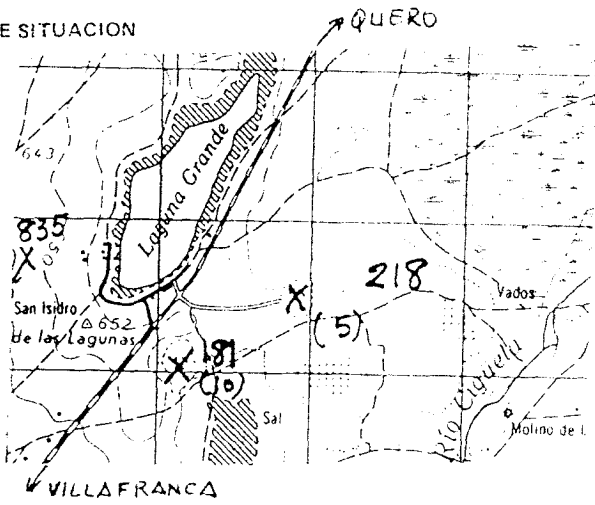 E SITUACION
QUERO
643
Laguna Grande
835
X
218
San Isidro
de las Lagunas
652
X
(5)
Vados
X
181
(10)
Sal
Río Cigüela
Molino de l
VILLAFRANCA